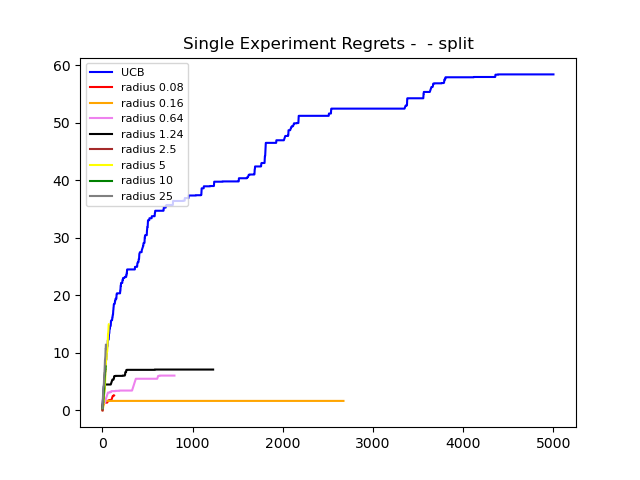 Single Experiment Regrets -  - split
60
50
40
30
20
10
0
UCB
radius 0.08
radius 0.16
radius 0.64
radius 1.24
radius 2.5
radius 5
radius 10
radius 25
0 1000 2000 3000 4000 5000